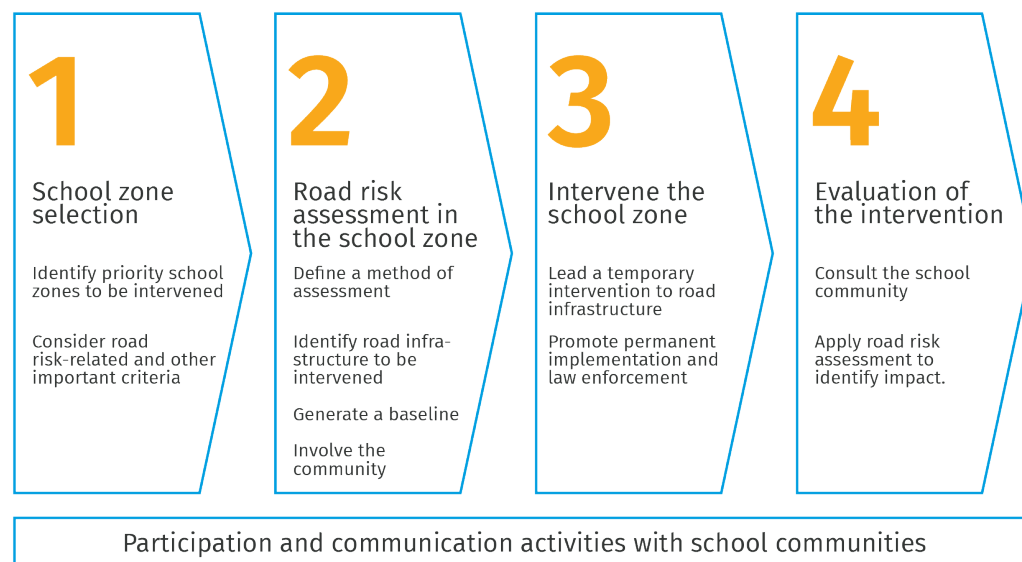 1
School zone
selection
Identify priority school
zones to be intervened
Consider road
risk-related and other
important criteria
2
Road risk
assessment in
the school zone
Define a method of
assessment
Identify road infra-
structure to be
intervened
Generate a baseline
Involve the
community
3
Intervene the
school zone
Lead a temporary
intervention to road
infrastructure
Promote permanent
implementation and
law enforcement
4
Evaluation of
the intervention
Consult the school
community
Apply road risk
assessment to
identify impact.
Participation and communication activities with school communities